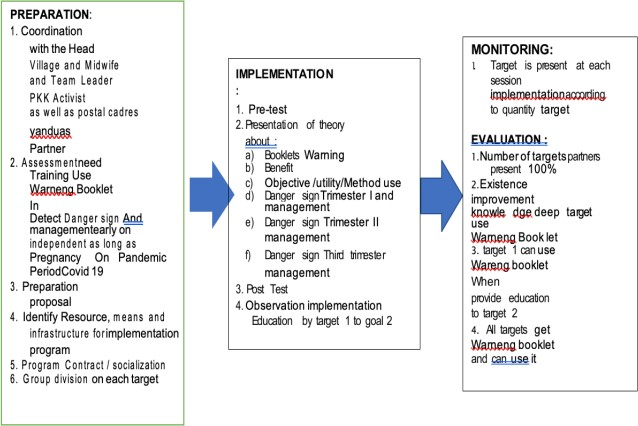 PREPARATION:
1. Coordination
with the Head
Village and Midwife
and Team Leader
PKK Activist
as well as postal cadres
yanduas
Partner
2. Assessmentneed
Training Use
Warneng Booklet
In
Detect Danger sign And
managementearly on
independent as long as
Pregnancy On Pandemic
PeriodCovid 19
3. Preparation
proposal
4. Identify Resource, means and
infrastructure forimplementation
program
5. Program Contract / socialization
6. Group division on each target
IMPLEMENTATION
:
1. Pre-test
2. Presentation of theory
about :
a) Booklets Warning
b) Benefit
c) Objective /utility/Method use
d) Danger signTrimester I and
management
e) Danger sign Trimester II
and
management
f) Danger sign Third trimester
management
3. Post Test
4. Observation implementation
Education by target 1 to goal 2
MONITORING:
1. Target is present at each
session
implementationaccording
to quantity target
EVALUATION :
1.Number of targetspartners
present 100%
2.Existence
improvement
knowle dge deep target
use
Warneng Book let
3. target 1 can use
Wareng booklet
When
provide education
to target 2
4. All targets get
Warneng booklet
and can use it